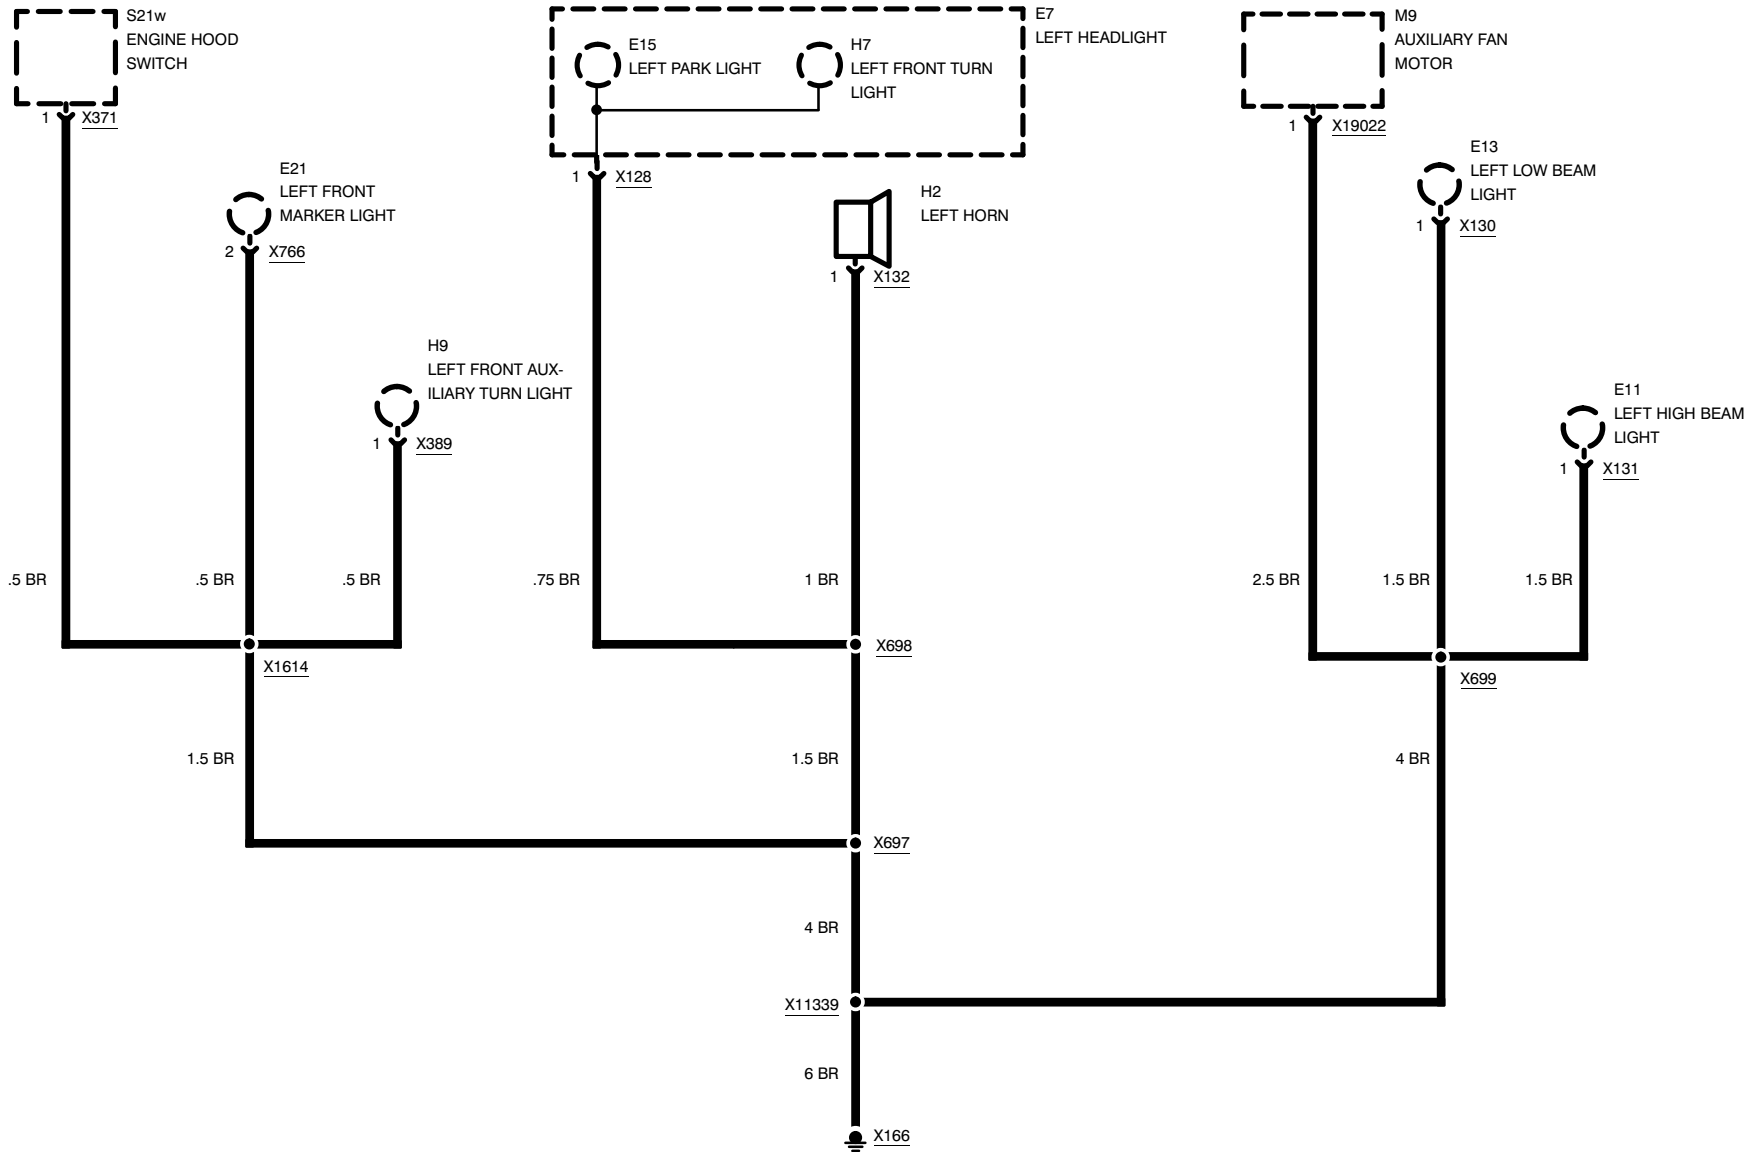 S21w
ENGINE HOOD
SWITCH
1 X371
E21
LEFT FRONT
MARKER LIGHT
2 X766
H9
LEFT FRONT AUX-
ILIARY TURN LIGHT
1 X389
E7
LEFT HEADLIGHT
E15
LEFT PARK LIGHT
H7
LEFT FRONT TURN
LIGHT
1 X128
H2
LEFT HORN
1 X132
M9
AUXILIARY FAN
MOTOR
1 X19022
E13
LEFT LOW BEAM
LIGHT
1 X130
E11
LEFT HIGH BEAM
LIGHT
1 X131
.5 BR
.5 BR
.5 BR
.75 BR
1 BR
2.5 BR
1.5 BR
1.5 BR
X1614
X698
X699
1.5 BR
1.5 BR
4 BR
X697
4 BR
X11339
6 BR
X166